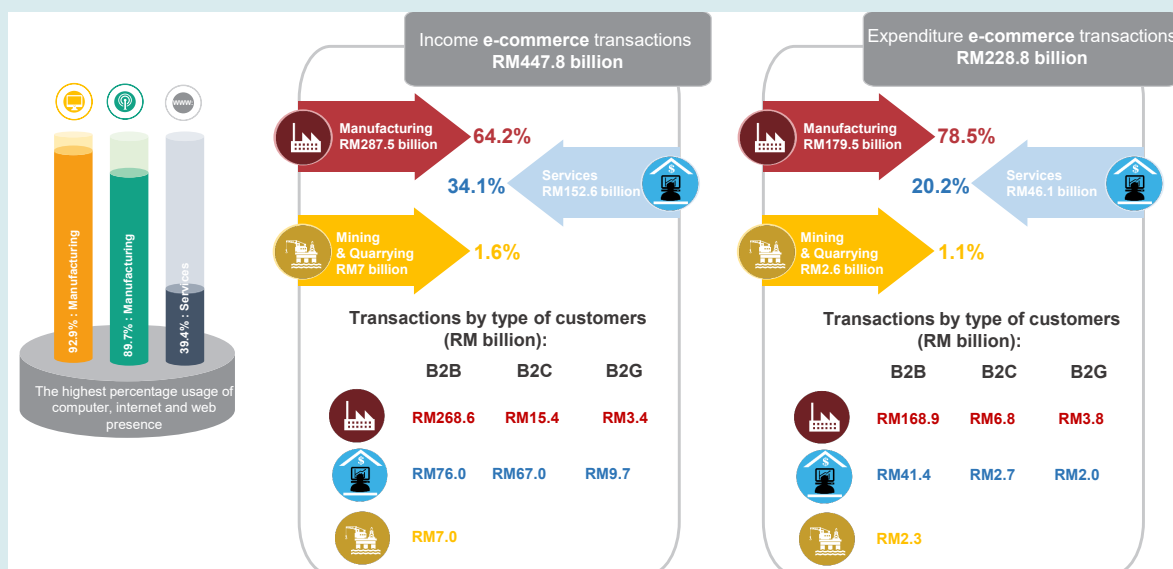 www.
92.9% : Manufacturing
89.7% : Manufacturing
39.4% : Services
The highest percentage usage of
computer, internet and web
presence
Income e-commerce transactions
RM447.8 billion
Manufacturing
RM287.5 billion
64.2%
34.1%
Services
RM152.6 billion
Mining
& Quarrying
RM7 billion
1.6%
Transactions by type of customers
(RM billion):
B2B B2C B2G
RM268.6 RM15.4 RM3.4
$
RM76.0 RM67.0 RM9.7
RM7.0
Expenditure e-commerce transactions
RM228.8 billion
Manufacturing
RM179.5 billion
78.5%
20.2%
Services
RM46.1 billion
$
Mining
& Quarrying
RM2.6 billion
1.1%
Transactions by type of customers
(RM billion):
B2B B2C B2G
RM168.9 RM6.8 RM3.8
$
RM41.4 RM2.7 RM2.0
RM2.3